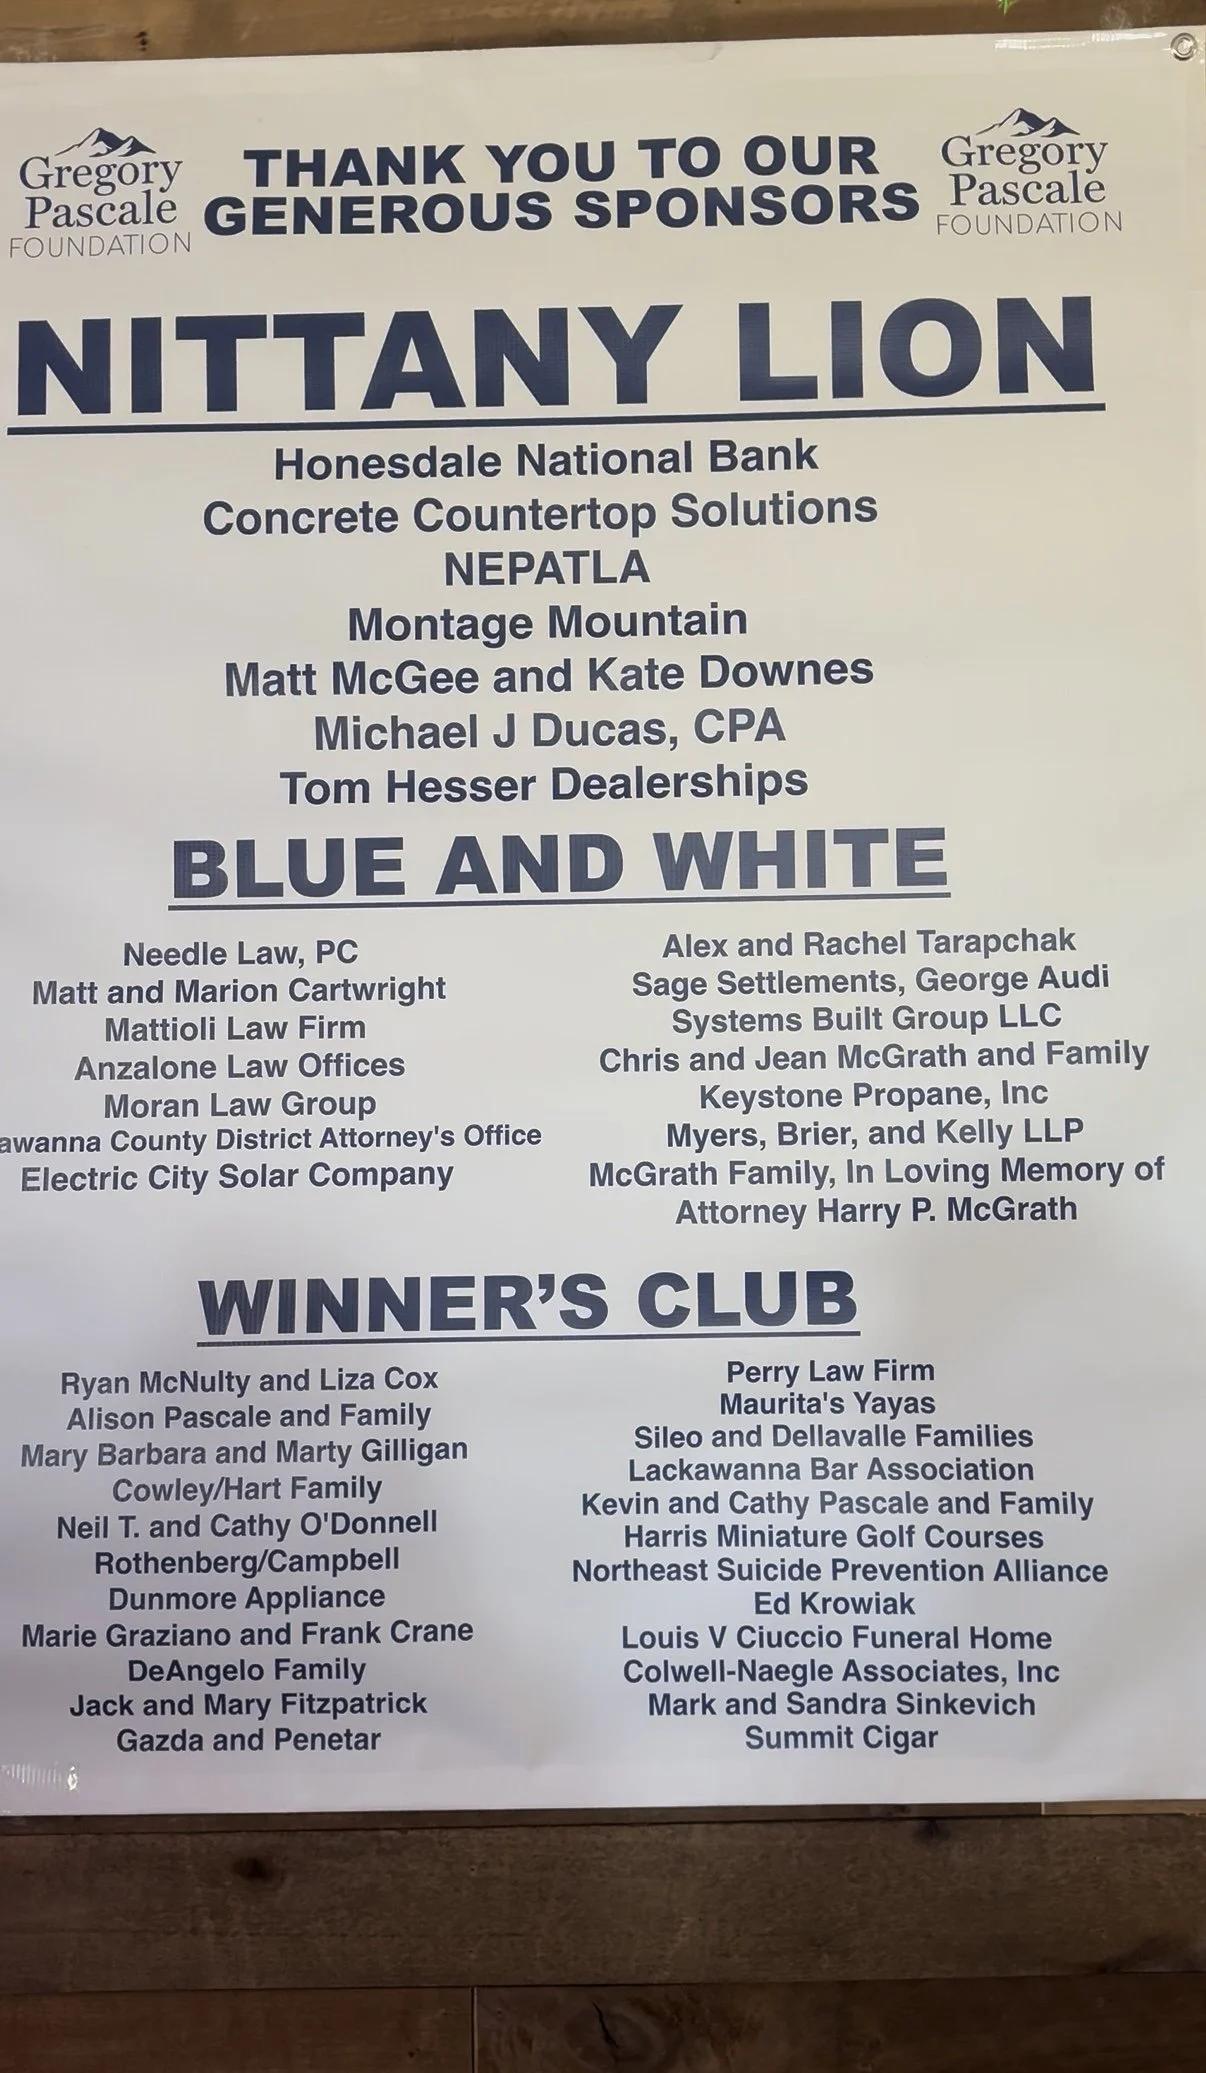 Gregory
Pascale
FOUNDATION
THANK YOU TO OUR
GENEROUS SPONSORS
Gregory
Pascale
FOUNDATION
NITTANY LION
Honesdale National Bank
Concrete Countertop Solutions
NEPATLA
Montage Mountain
Matt McGee and Kate Downes
Michael J Ducas, CPA
Tom Hesser Dealerships
BLUE AND WHITE
Needle Law, PC
Matt and Marion Cartwright
Mattioli Law Firm
Anzalone Law Offices
Moran Law Group
awanna County District Attorney's Office
Electric City Solar Company
Alex and Rachel Tarapchak
Sage Settlements, George Audi
Systems Built Group LLC
Chris and Jean McGrath and Family
Keystone Propane, Inc
Myers, Brier, and Kelly LLP
McGrath Family, In Loving Memory of
Attorney Harry P. McGrath
WINNER'S CLUB
Ryan McNulty and Liza Cox
Alison Pascale and Family
Mary Barbara and Marty Gilligan
Cowley/Hart Family
Neil T. and Cathy O'Donnell
Rothenberg/Campbell
Dunmore Appliance
Marie Graziano and Frank Crane
DeAngelo Family
Jack and Mary Fitzpatrick
Gazda and Penetar
Perry Law Firm
Maurita's Yayas
Sileo and Dellavalle Families
Lackawanna Bar Association
Kevin and Cathy Pascale and Family
Harris Miniature Golf Courses
Northeast Suicide Prevention Alliance
Ed Krowiak
Louis V Ciuccio Funeral Home
Colwell-Naegle Associates, Inc
Mark and Sandra Sinkevich
Summit Cigar